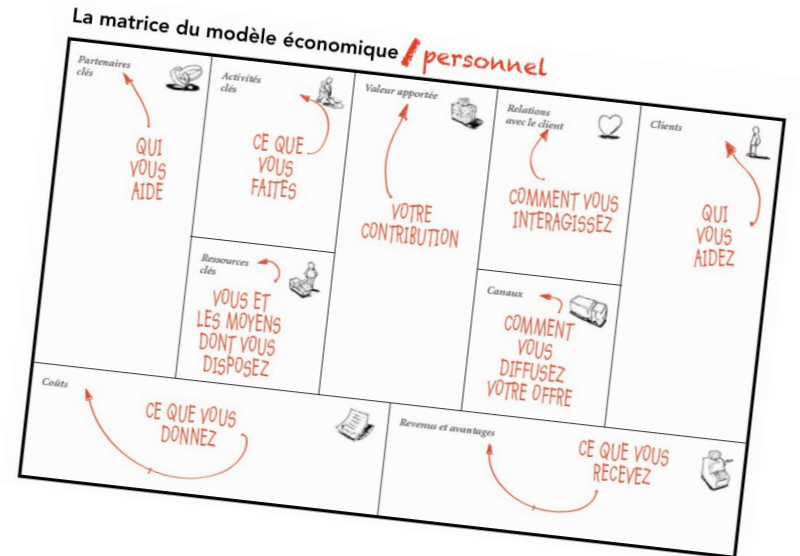 La matrice du modèle économique / personnel
Partenaires
clés
QUI
VOUS
AIDE
Activités
clés
CE QUE
VOUS
FAITES
Ressources
clés
VOUS ET
LES MOYENS
DONT VOUS
DISPOSEZ
Valeur apportée
VOTRE
CONTRIBUTION
Relations
avec le client
COMMENT VOUS
INTERAGISSEZ
Canaux
COMMENT
VOUS
DIFFUSEZ
VOTRE OFFRE
Clients
QUI
VOUS
AIDEZ
Coûts
CE QUE VOUS
DONNEZ
Revenus et avantages
CE QUE VOUS
RECEVEZ